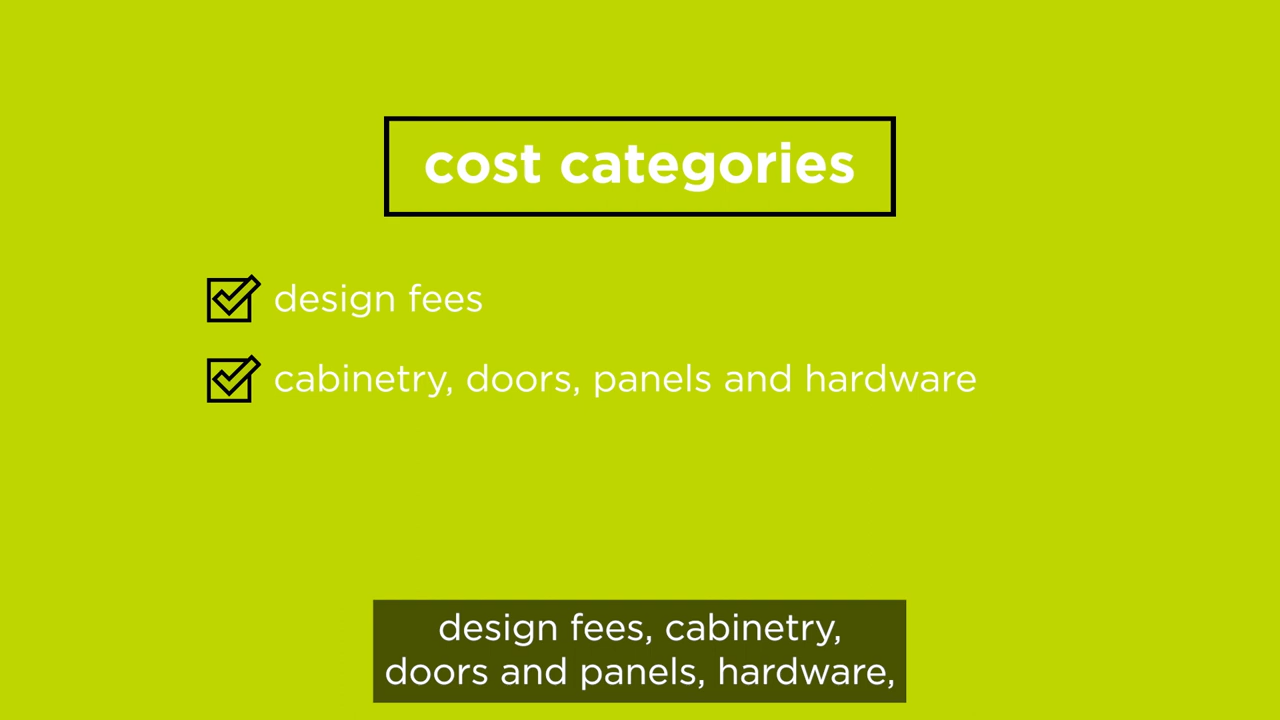 cost categories
design fees
cabinetry, doors, panels and hardware
design fees, cabinetry,
doors and panels, hardware,